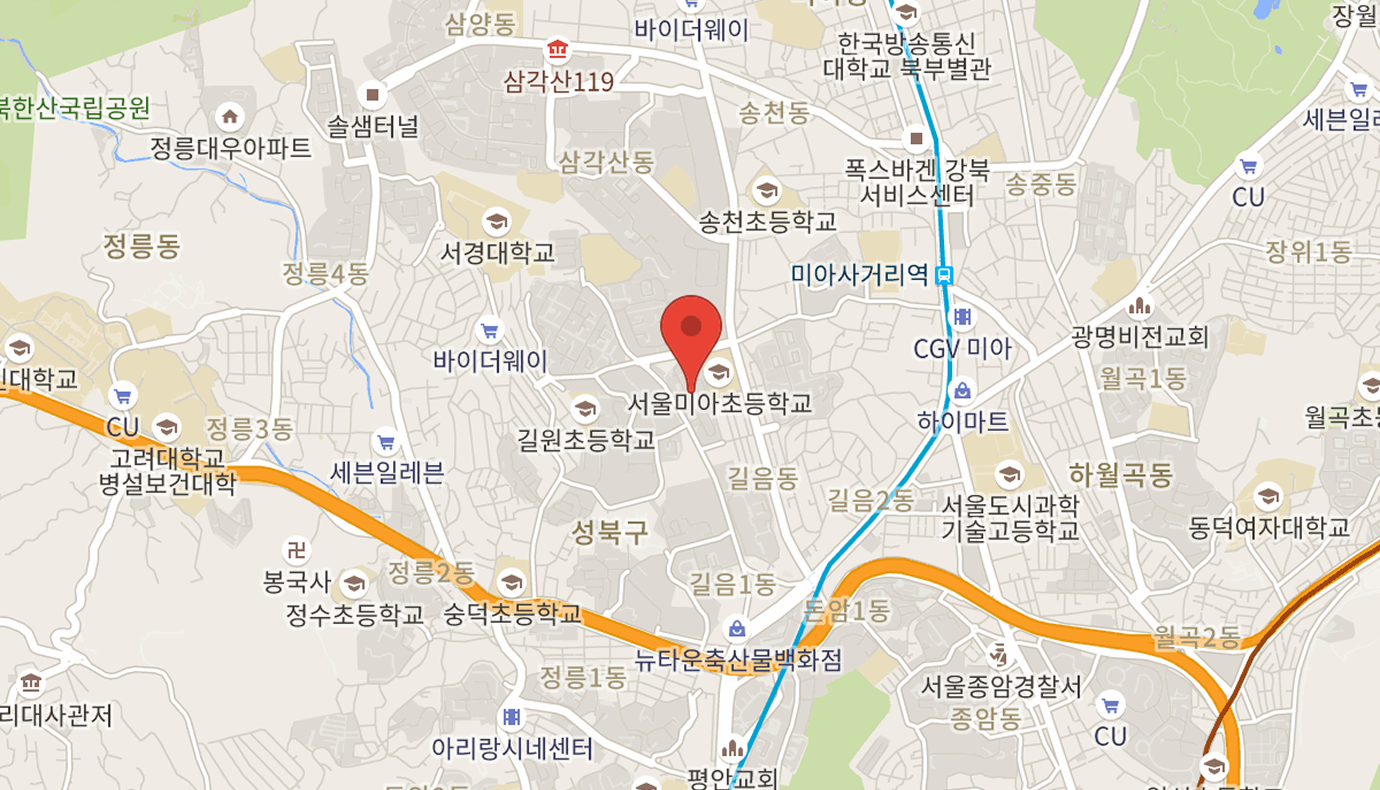 삼양동
바이더웨이
한국방송통신
대학교 북부별관
삼각산119
북한산국립공원
솔샘터널
정릉대우아파트
송천동
세븐일레
삼각산동
폭스바겐 강북
서비스센터
송중동
CU
송천초등학교
서경대학교
정릉동
정릉4동
미아사거리역
장위1동
바이더웨이
CGV 미아
광명비전교회
대학교
월곡1동
CU
서울미아초등학교
하이마트
월곡초
정릉3동
길원초등학교
고려대학교
병설보건대학
세븐일레븐
길음동
하월곡동
길음2동
서울도시과학
기술고등학교
동덕여자대학교
성북구
정릉2동
봉국사
정수초등학교
숭덕초등학교
길음1동
돈암1동
월곡2동
뉴타운축산물백화점
정릉1동
서울종암경찰서
종암동
리대사관저
CU
아리랑시네센터
평안교회